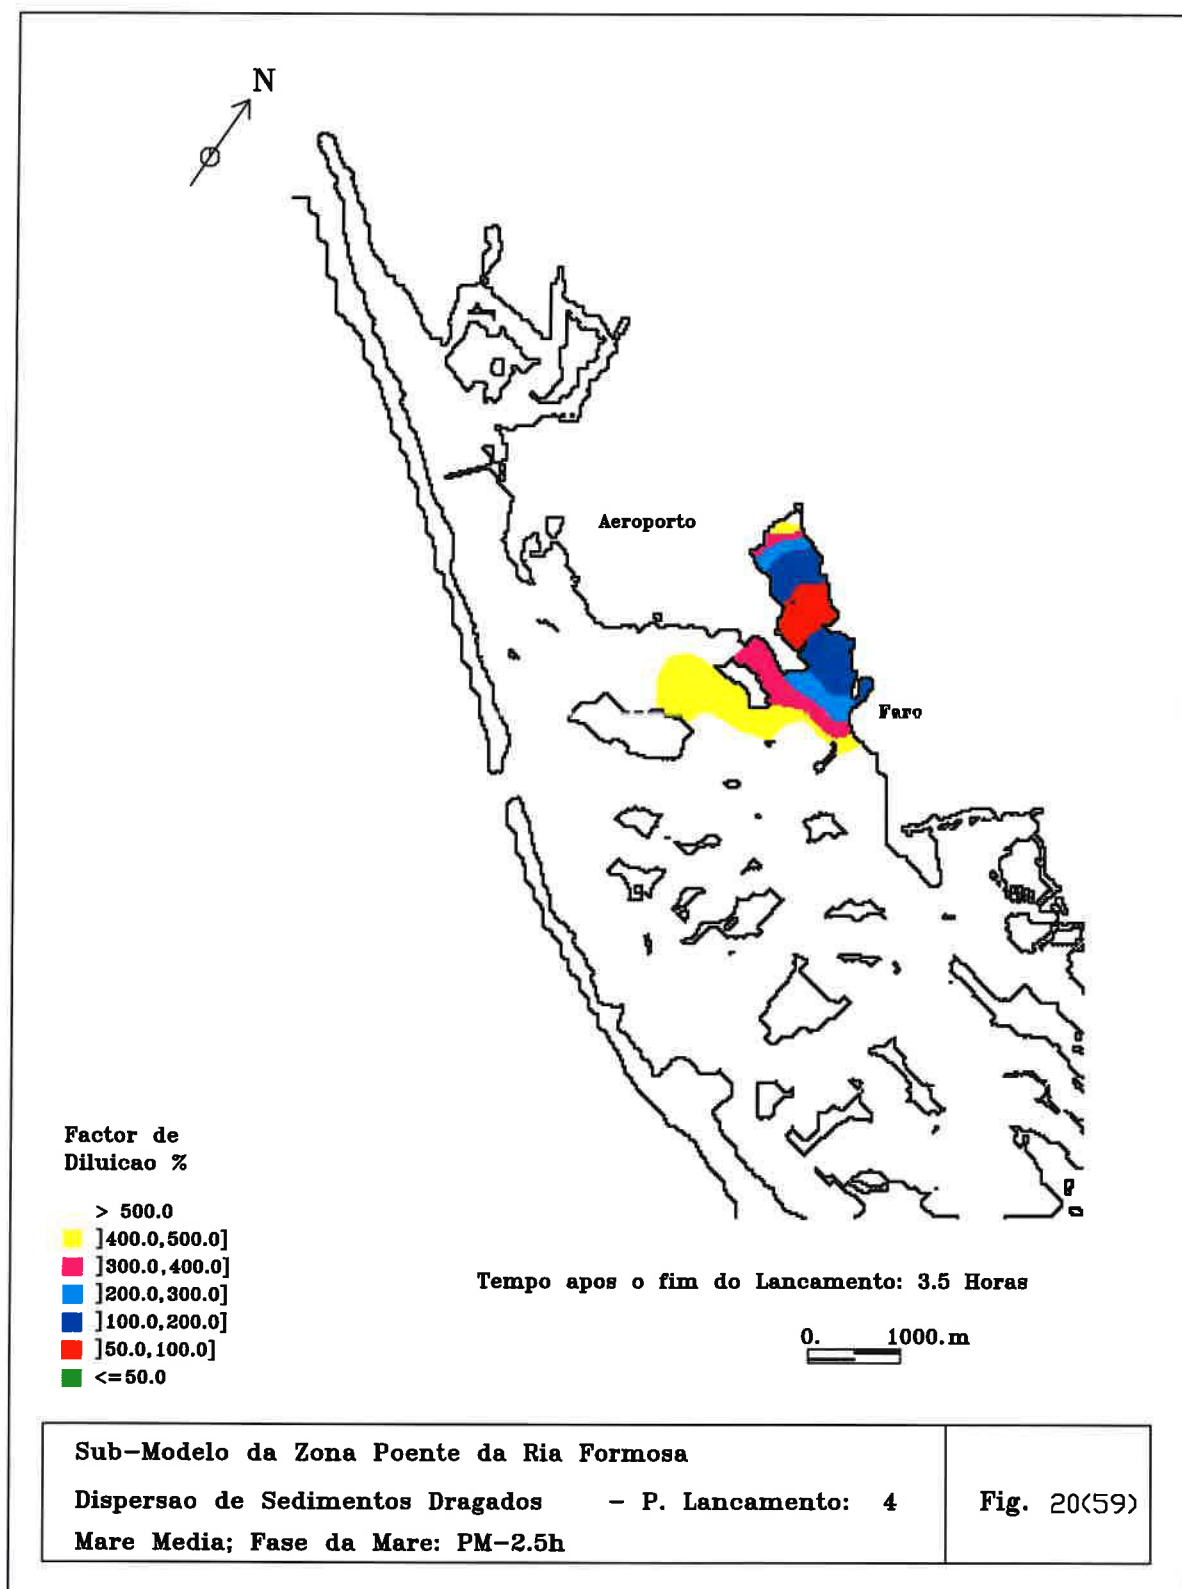 N
Aeroporto
Faro
Factor de
Diluicao %
> 500.0
]400.0,500.0]
]300.0,400.0]
]200.0,300.0]
]100.0,200.0]
]50.0,100.0]
<=50.0
Tempo apos o fim do Lancamento: 3.5 Horas
0. 1000.m
Sub-Modelo da Zona Poente da Ria Formosa
Dispersao de Sedimentos Dragados - P. Lancamento: 4
Mare Media; Fase da Mare: PM-2.5h
Fig. 20(59)